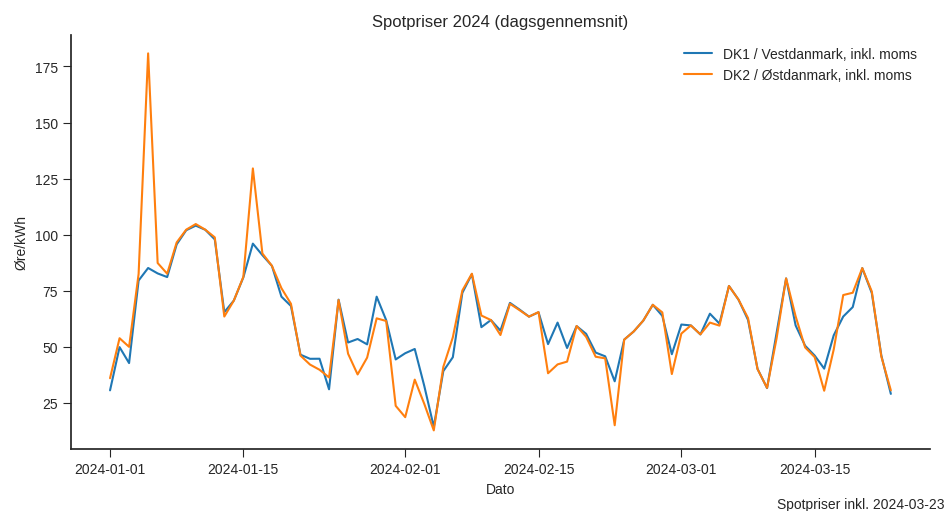 Spotpriser 2024 (dagsgennemsnit)
DK1 / Vestdanmark, inkl. moms
DK2 / Østdanmark, inkl. moms
Øre/kWh
175
150
125
100
75
50
25
2024-01-01
2024-01-15
2024-02-01
2024-02-15
2024-03-01
2024-03-15
Dato
Spotpriser inkl. 2024-03-23